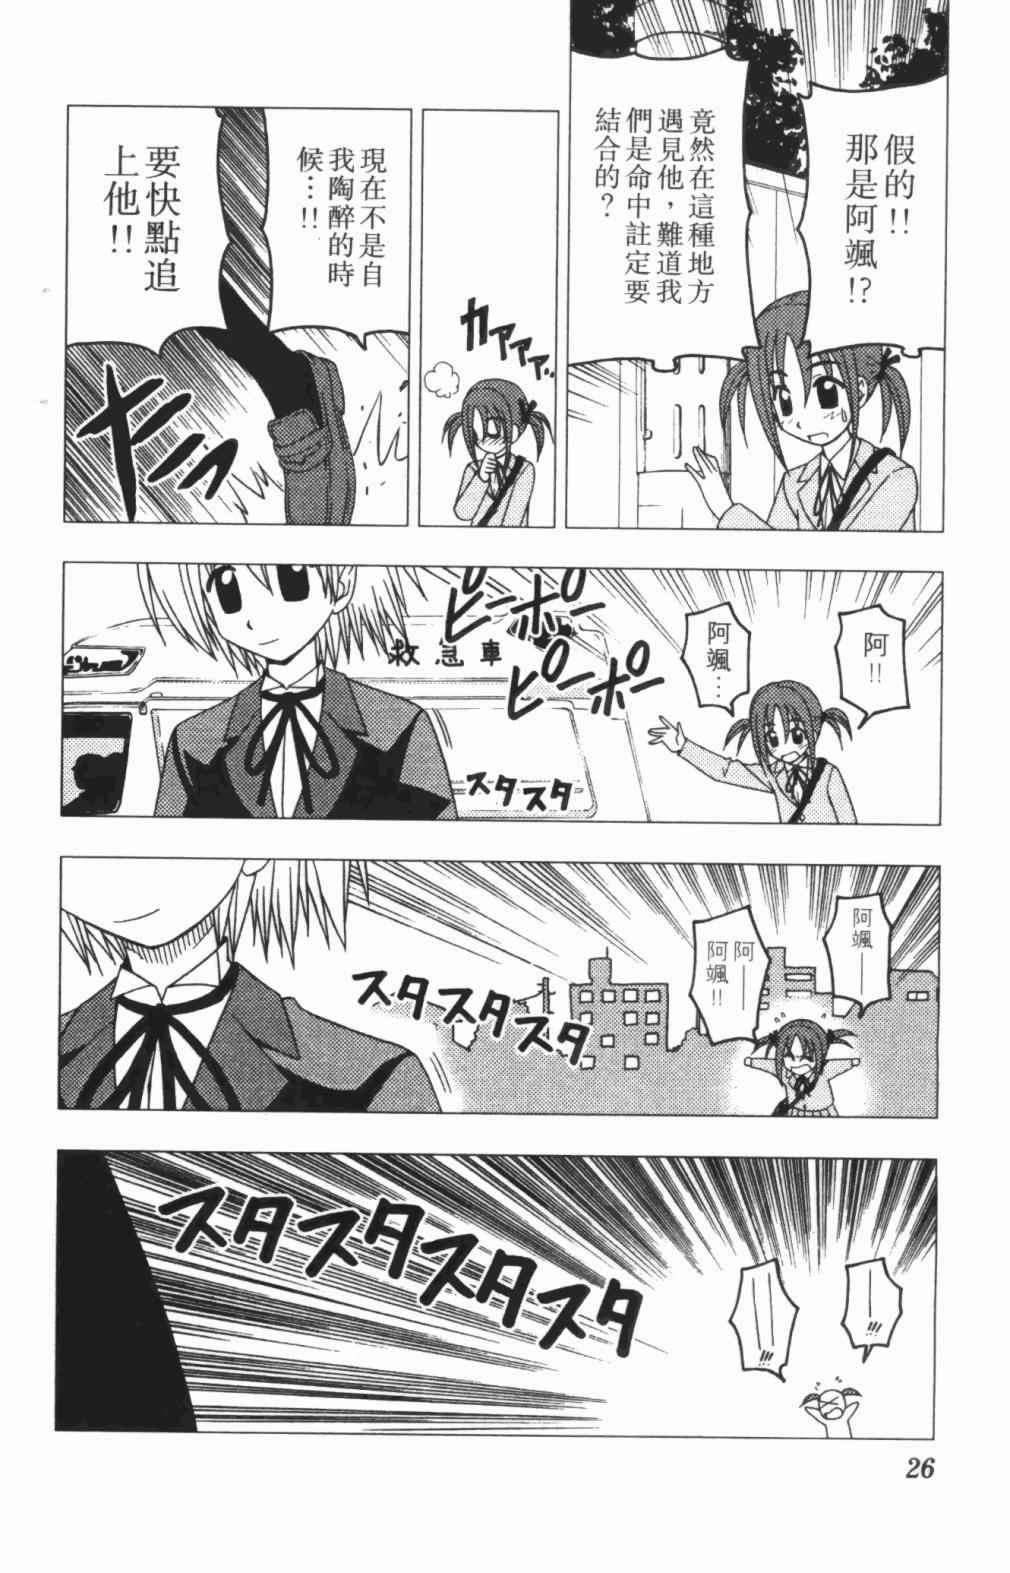 假的!!
那是阿颯!?
竟然在這種地方
遇見他，難道我
們是命中註定要
結合的？
カァァァ..
現在不是自
我陶醉的時
候…!!
要快點追
上他!!
ダッ
阿!!
阿颯…
ピーポー
ピーポー
救急車
スタスタ
阿颯——
阿——
阿颯!!
スタスタスタ
——!!!
——!!!
スタスタスタスタ
26